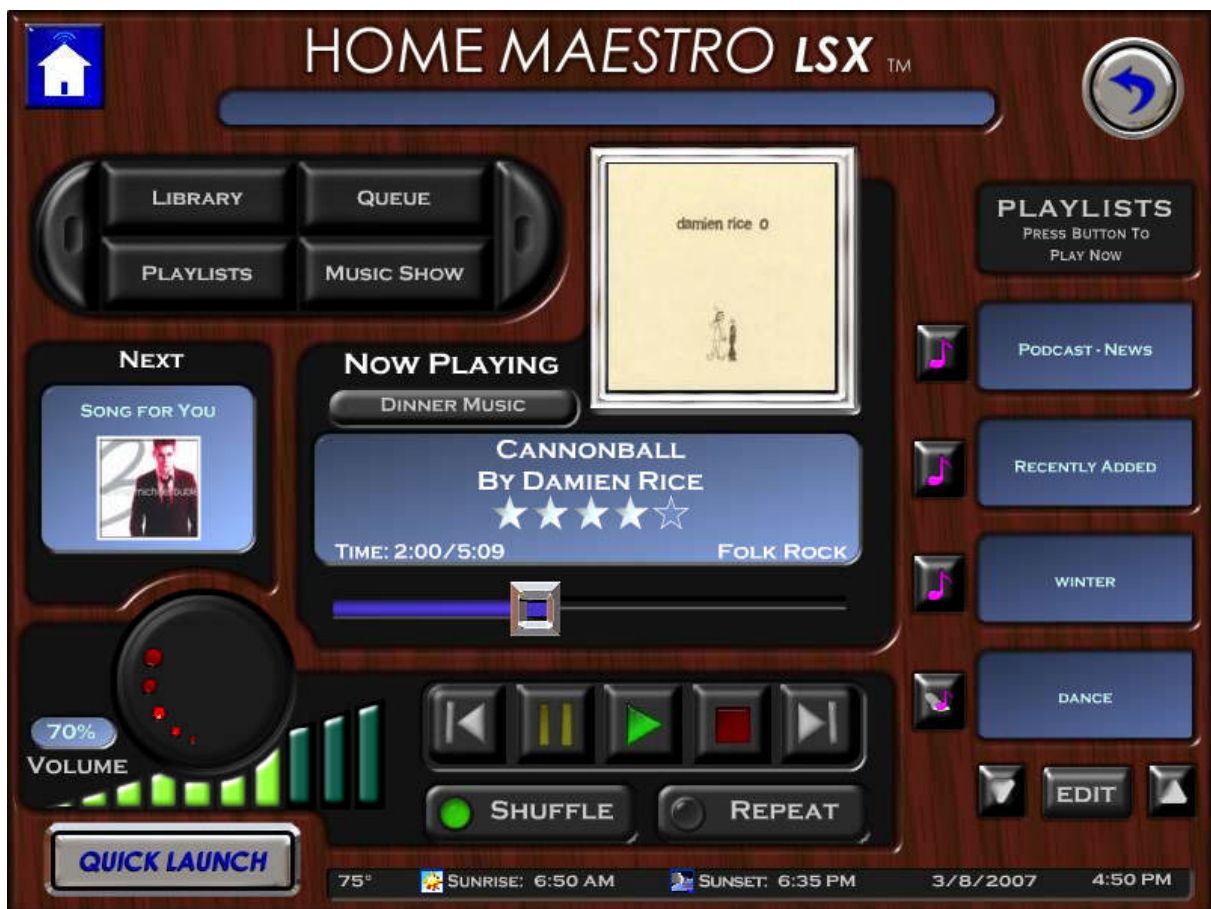 HOME MAESTRO LSX TM
LIBRARY
QUEUE
PLAYLISTS
MUSIC SHOW
damien rice O
PLAYLISTS
PRESS BUTTON TO
PLAY NOW
NEXT
SONG FOR YOU
michael buble
NOW PLAYING
DINNER MUSIC
CANNONBALL
BY DAMIEN RICE
TIME: 2:00/5:09
FOLK ROCK
PODCAST - NEWS
RECENTLY ADDED
WINTER
DANCE
EDIT
70%
VOLUME
SHUFFLE
REPEAT
QUICK LAUNCH
75°
SUNRISE: 6:50 AM
SUNSET: 6:35 PM
3/8/2007
4:50 PM